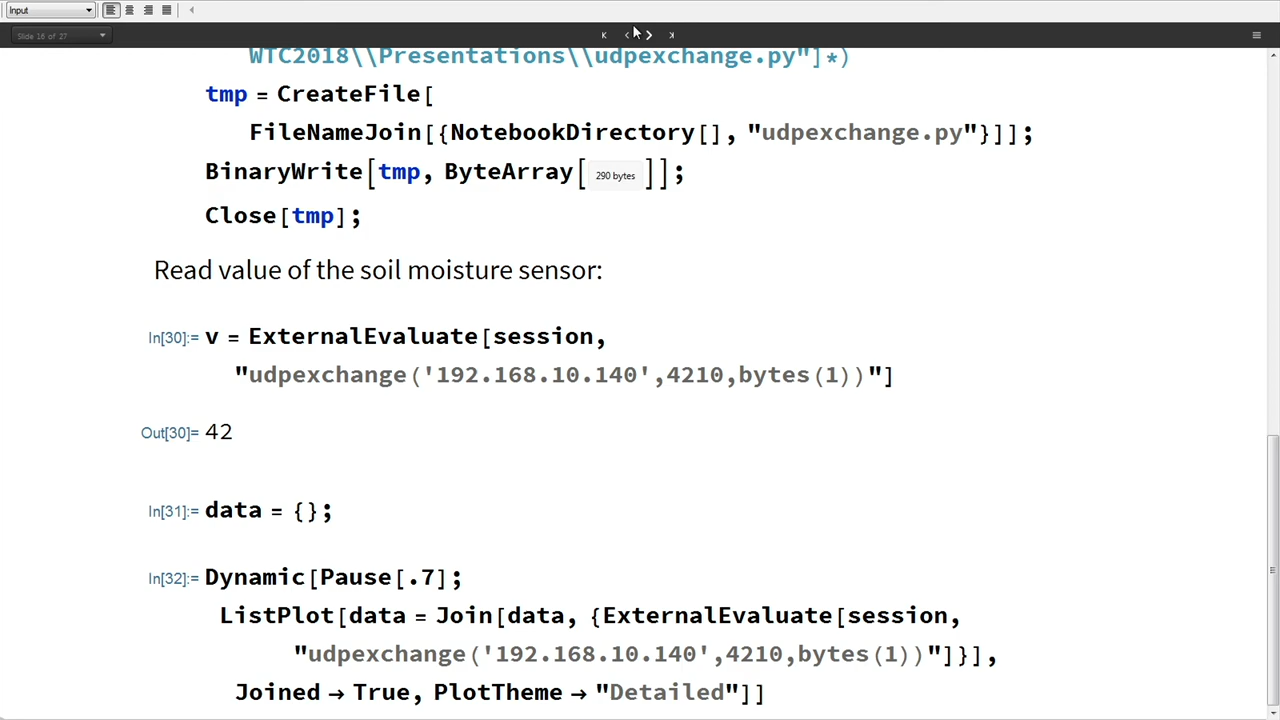 Input
Slide 16 of 27
WTC2018\\Presentations\\udpexchange.py"]*)
tmp = CreateFile[
FileNameJoin[{NotebookDirectory[], "udpexchange.py"}]];
BinaryWrite[tmp, ByteArray[290 bytes]];
Close[tmp];
Read value of the soil moisture sensor:
In[30]:= v = ExternalEvaluate[session,
"udpexchange('192.168.10.140',4210,bytes(1))"]
Out[30]= 42
In[31]:= data = {};
In[32]:= Dynamic[Pause[.7];
ListPlot[data = Join[data, {ExternalEvaluate[session,
"udpexchange('192.168.10.140',4210,bytes(1))"]}],
Joined → True, PlotTheme → "Detailed"]]